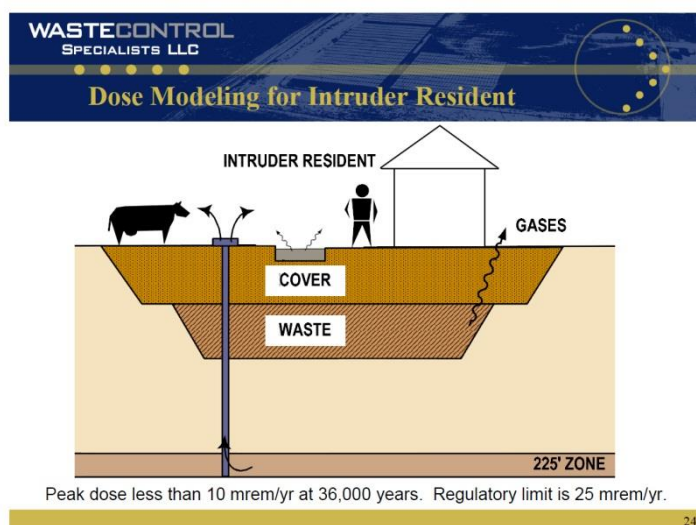 WASTECONTROL
SPECIALISTS LLC
Dose Modeling for Intruder Resident
INTRUDER RESIDENT
GASES
COVER
WASTE
225' ZONE
Peak dose less than 10 mrem/yr at 36,000 years.  Regulatory limit is 25 mrem/yr.
24